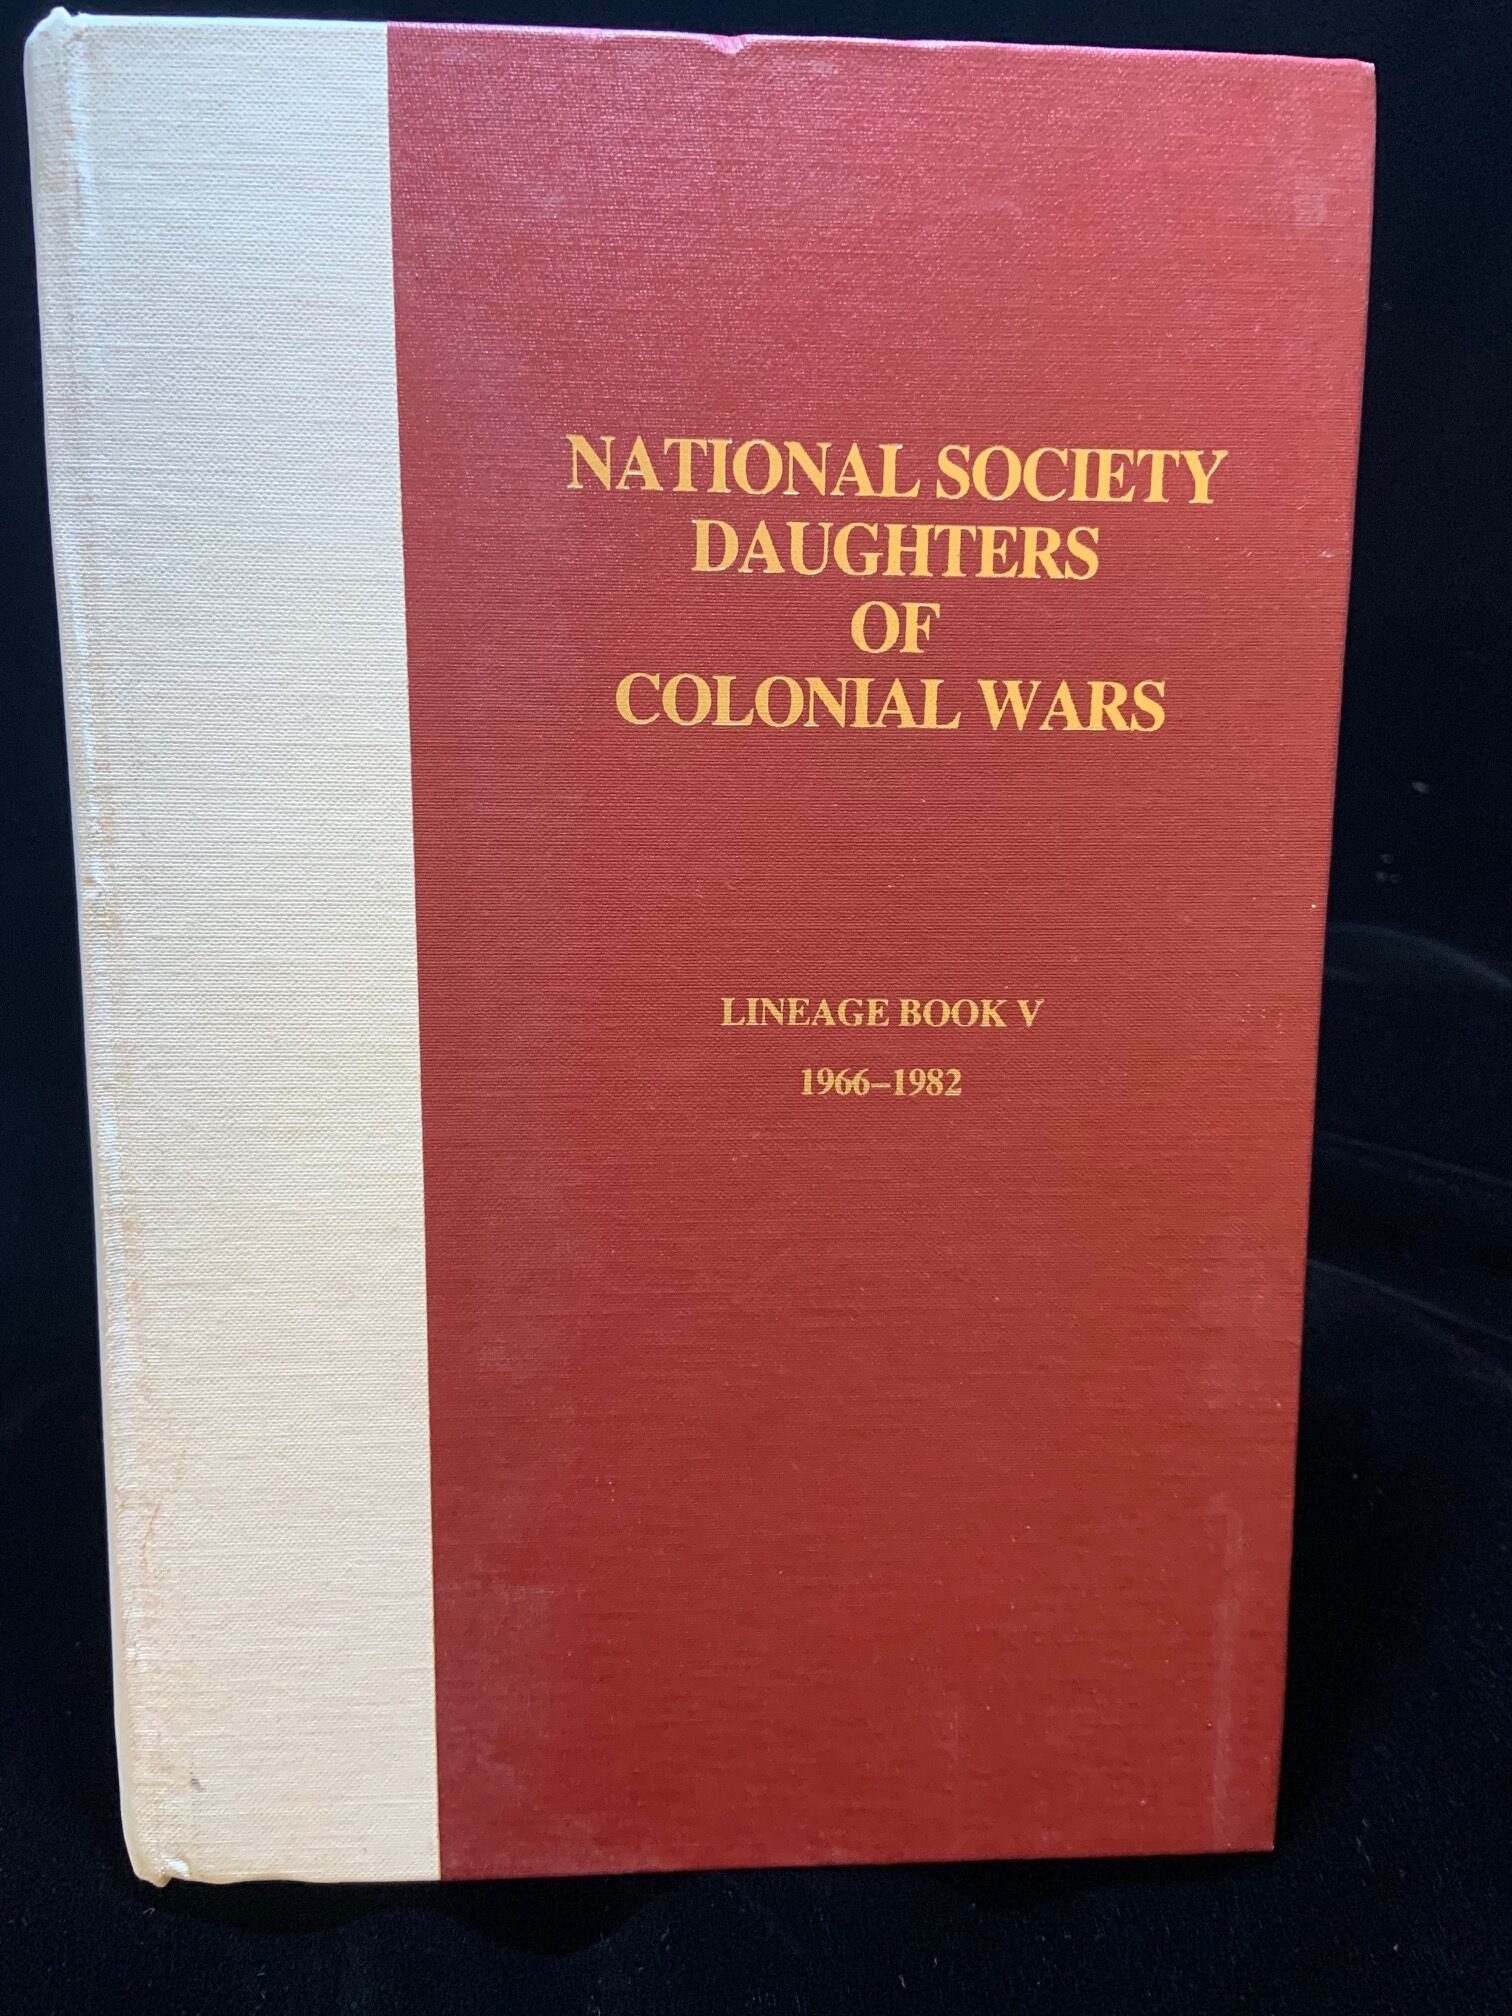 NATIONAL SOCIETY
DAUGHTERS
OF
COLONIAL WARS
LINEAGE BOOK V
1966–1982